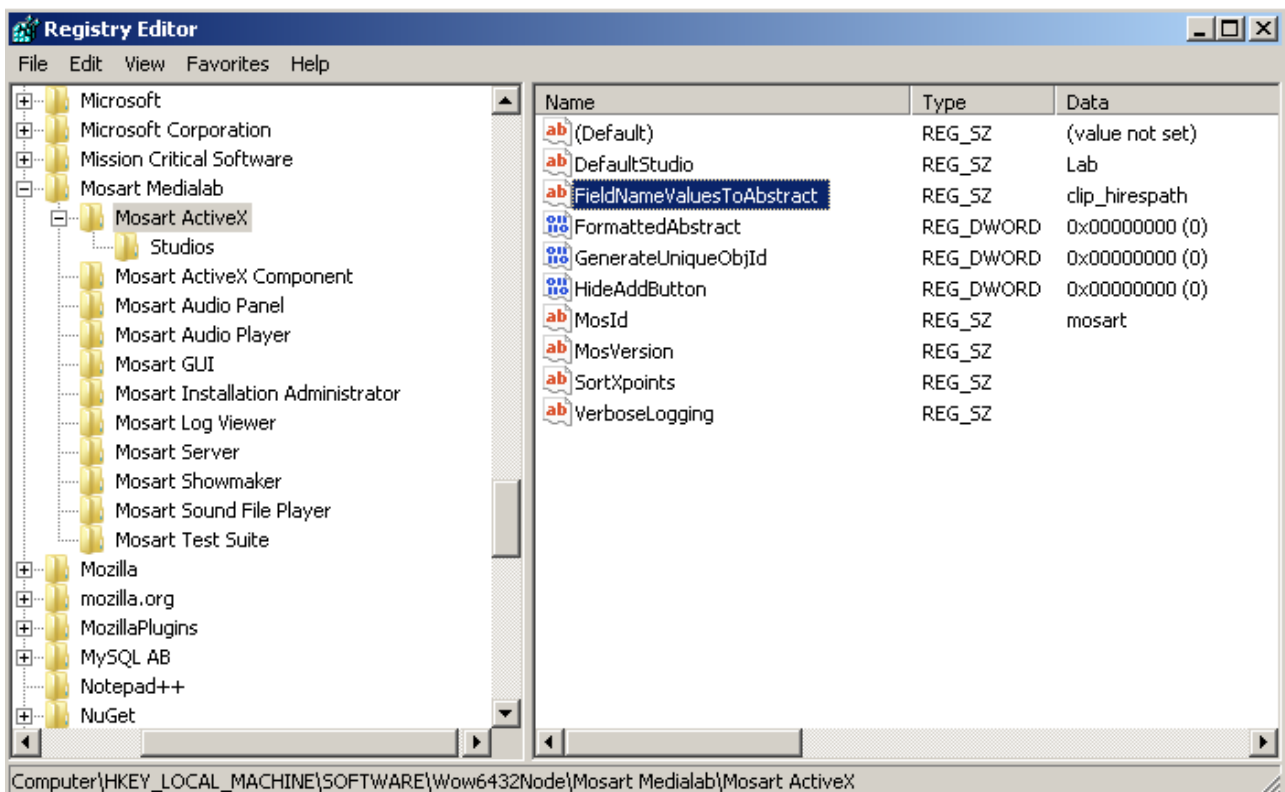 Registry Editor
File Edit View Favorites Help
Microsoft
Microsoft Corporation
Mission Critical Software
Mosart Medialab
Mosart ActiveX
Studios
Mosart ActiveX Component
Mosart Audio Panel
Mosart Audio Player
Mosart GUI
Mosart Installation Administrator
Mosart Log Viewer
Mosart Server
Mosart Showmaker
Mosart Sound File Player
Mosart Test Suite
Mozilla
mozilla.org
MozillaPlugins
MySQL AB
Notepad++
NuGet
Name Type Data
(Default) REG_SZ (value not set)
DefaultStudio REG_SZ Lab
FieldNameValuesToAbstract REG_SZ clip_hirespath
FormattedAbstract REG_DWORD 0x00000000 (0)
GenerateUniqueObjId REG_DWORD 0x00000000 (0)
HideAddButton REG_DWORD 0x00000000 (0)
MosId REG_SZ mosart
MosVersion REG_SZ
SortXpoints REG_SZ
VerboseLogging REG_SZ
Computer\HKEY_LOCAL_MACHINE\SOFTWARE\Wow6432Node\Mosart Medialab\Mosart ActiveX